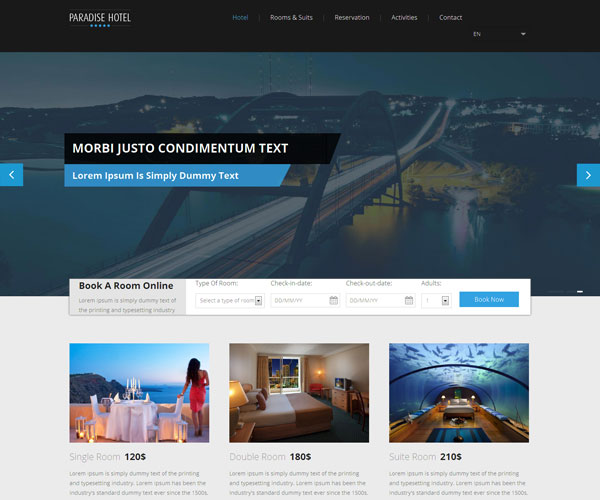 PARADISE HOTEL
Hotel
Rooms & Suits
Reservation
Activities
Contact
EN
MORBI JUSTO CONDIMENTUM TEXT
Lorem Ipsum Is Simply Dummy Text
Book A Room Online
Lorem ipsum is simply dummy text of
the printing and typesetting industry
Type Of Room:
Select a type of room
Check-in-date:
DD/MM/YY
Check-out-date:
DD/MM/YY
Adults:
1
Book Now
Single Room 120$
Lorem ipsum is dummy text of the printing
and typesetting industry. Lorem Ipsum has been the
industry's standard dummy text ever since the 1500s,
Double Room 180$
Lorem ipsum is dummy text of the printing
and typesetting industry. Lorem Ipsum has been the
industry's standard dummy text ever since the 1500s,
Suite Room 210$
Lorem ipsum is dummy text of the printing
and typesetting industry. Lorem Ipsum has been the
industry's standard dummy text ever since the 1500s,